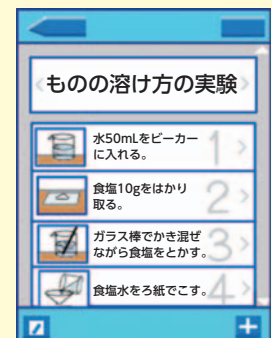 ものの溶け方の実験
水50mLをビーカー
に入れる。
1
食塩10gをはかり
取る。
2
ガラス棒でかき混ぜ
ながら食塩をとかす。
3
食塩水をろ紙でこす。
4